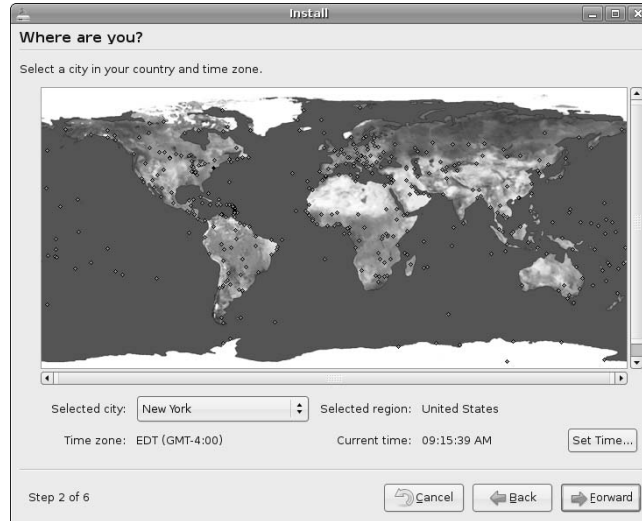 Install
Where are you?
Select a city in your country and time zone.
Selected city: New York Selected region: United States
Time zone: EDT (GMT-4:00) Current time: 09:15:39 AM Set Time...
Step 2 of 6 Cancel Back Forward